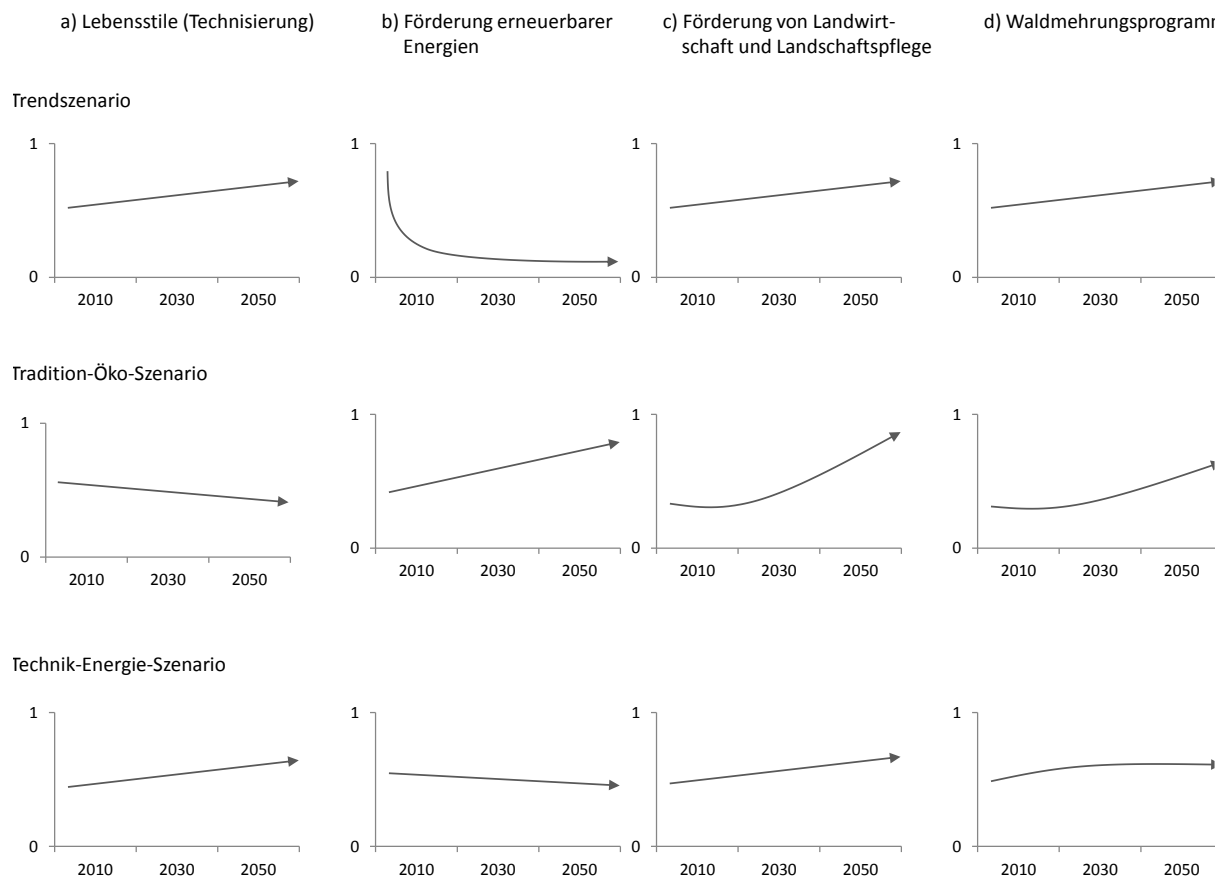 a) Lebensstile (Technisierung)
b) Förderung erneuerbarer
Energien
c) Förderung von Landwirt-
schaft und Landschaftspflege
d) Waldmehrungsprogramm
Trendszenario
1
0
2010 2030 2050
1
0
2010 2030 2050
1
0
2010 2030 2050
1
0
2010 2030 2050
Tradition-Öko-Szenario
1
0
2010 2030 2050
1
0
2010 2030 2050
1
0
2010 2030 2050
1
0
2010 2030 2050
Technik-Energie-Szenario
1
0
2010 2030 2050
1
0
2010 2030 2050
1
0
2010 2030 2050
1
0
2010 2030 2050